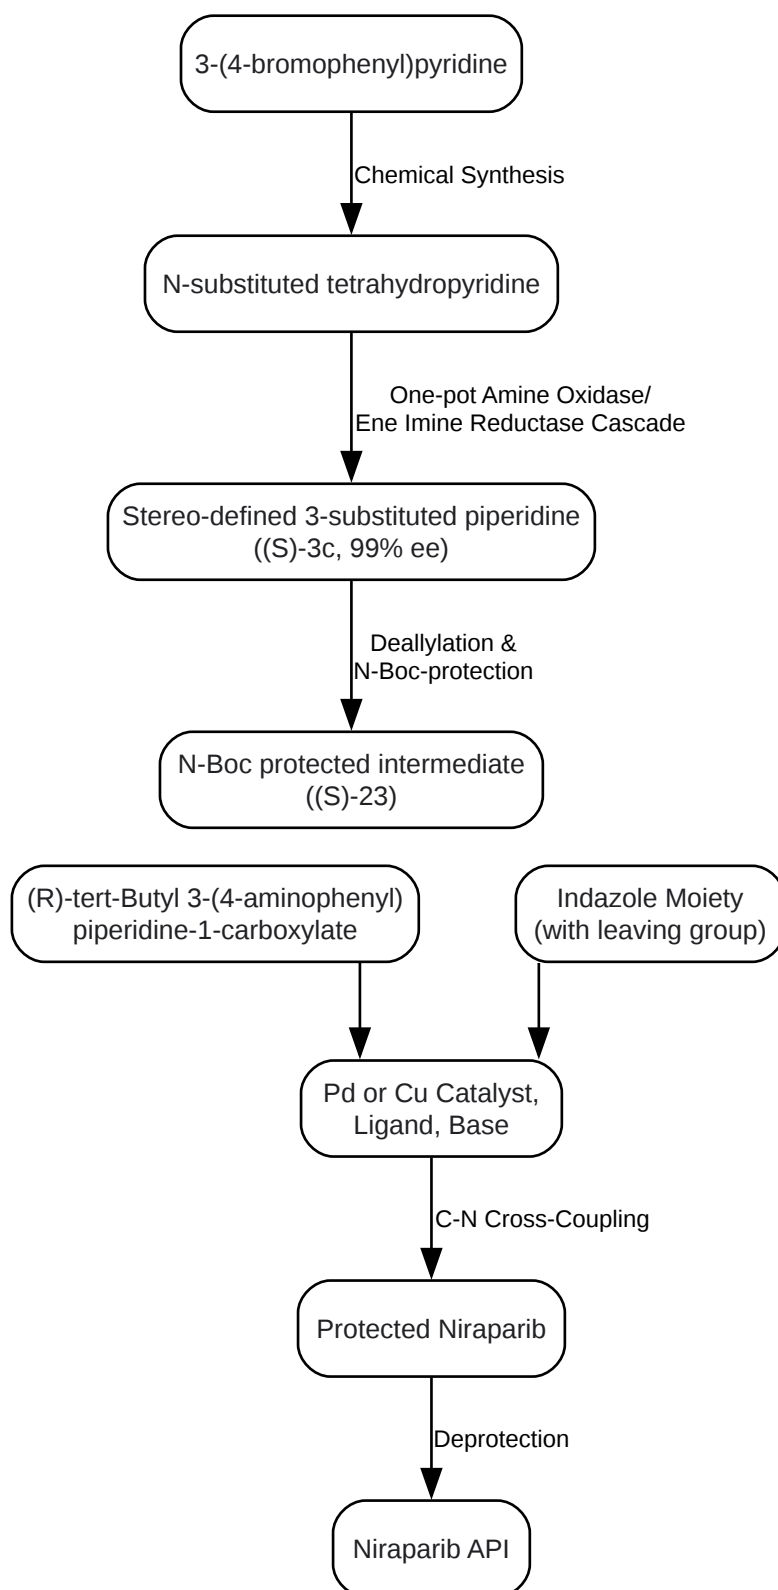 3-(4-bromophenyl)pyridine
Chemical Synthesis
N-substituted tetrahydropyridine
One-pot Amine Oxidase/
Ene Imine Reductase Cascade
Stereo-defined 3-substituted piperidine
((S)-3c, 99% ee)
Deallylation &
N-Boc-protection
N-Boc protected intermediate
((S)-23)
(R)-tert-Butyl 3-(4-aminophenyl)
piperidine-1-carboxylate
Indazole Moiety
(with leaving group)
Pd or Cu Catalyst,
Ligand, Base
C-N Cross-Coupling
Protected Niraparib
Deprotection
Niraparib API